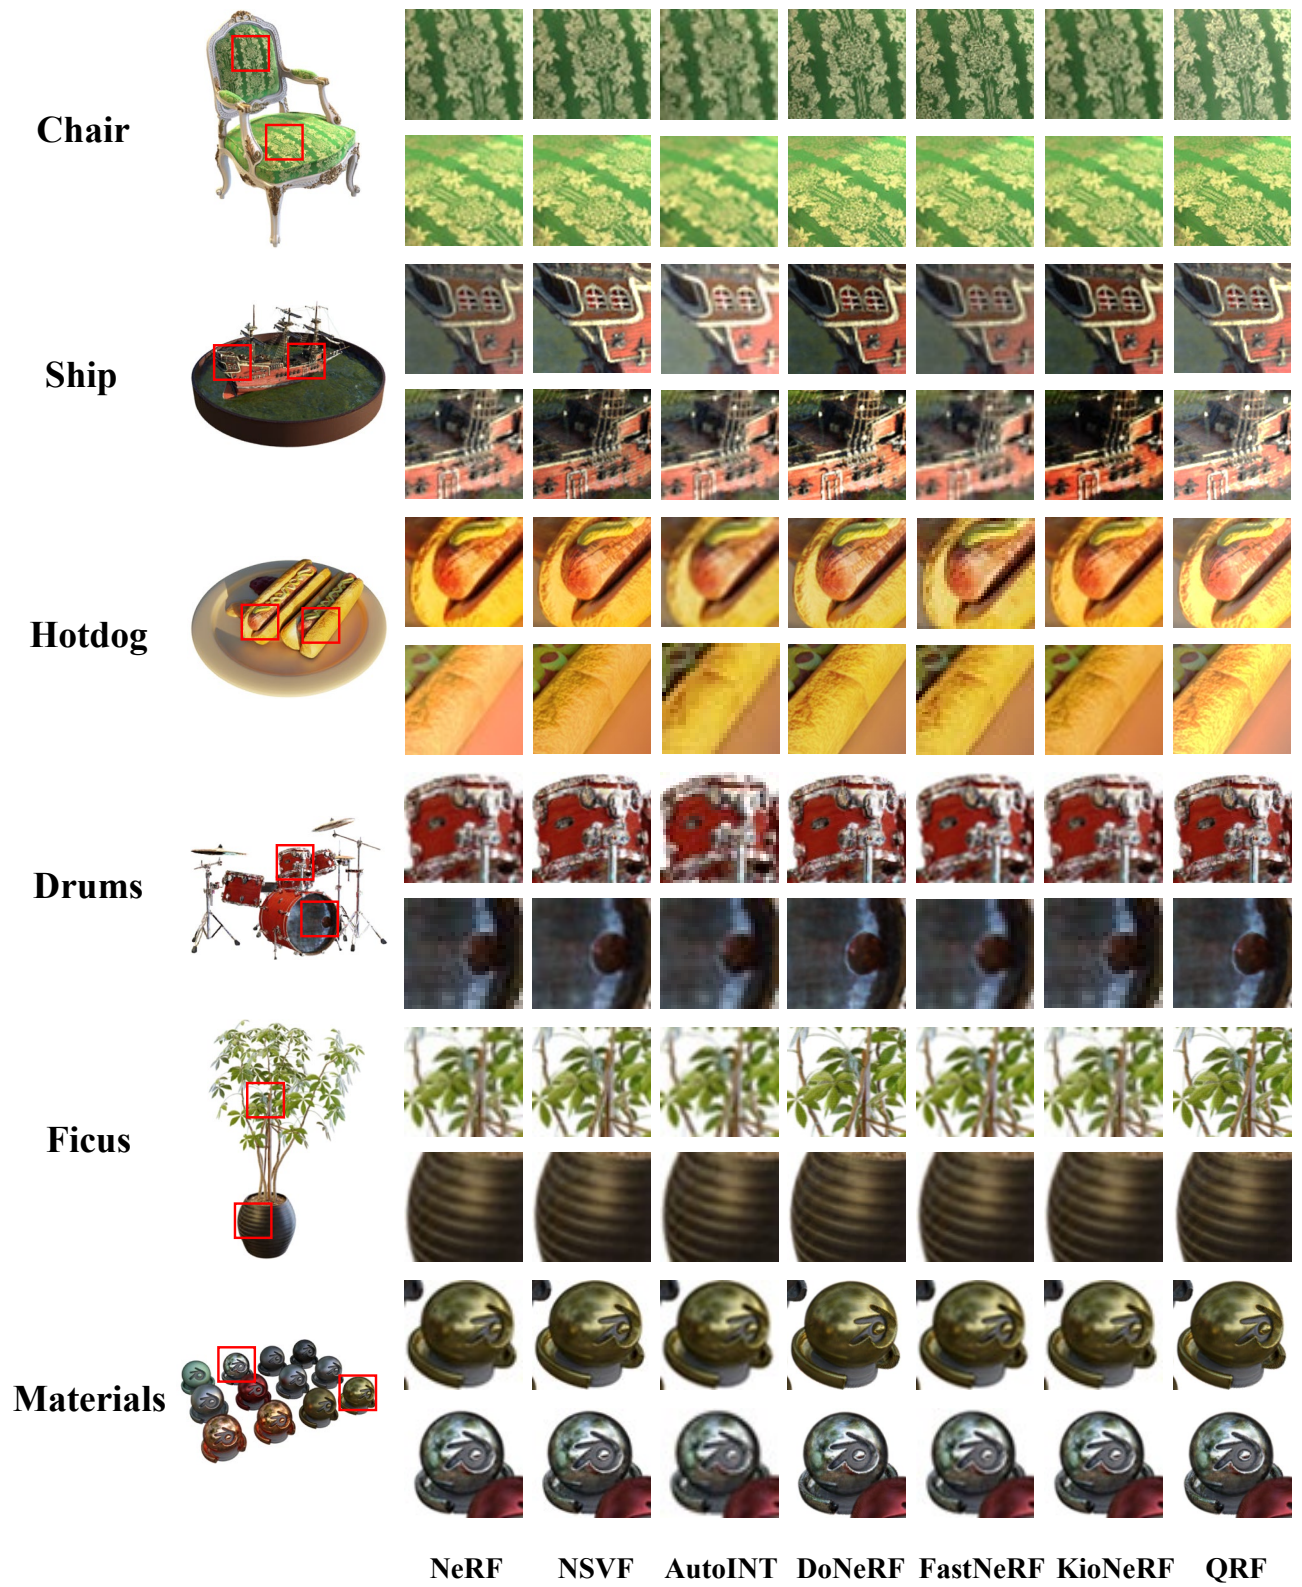 Chair
Ship
Hotdog
Drums
Ficus
Materials
NeRF NSVF AutoINT DoNeRF FastNeRF KioNeRF QRF